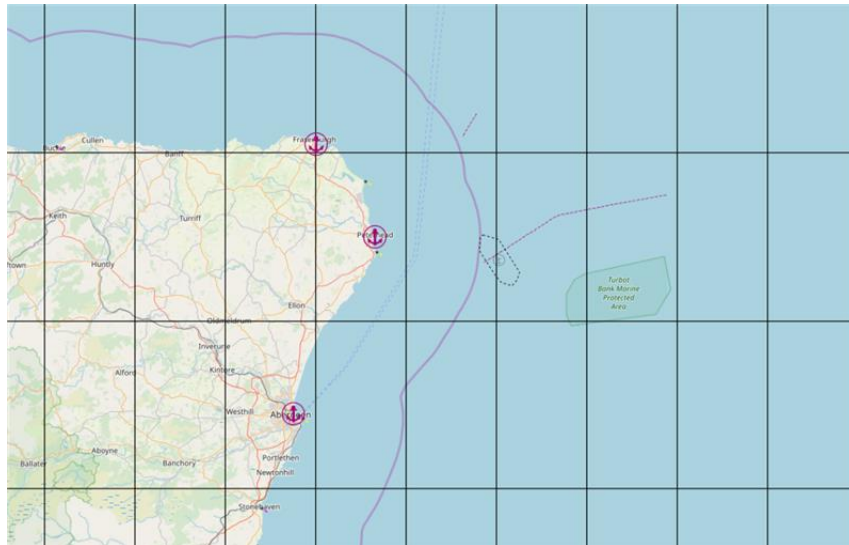 Cullen
Buckie
Fraserburgh
Banff
Keith
Turriff
Peterhead
Huntly
Ellon
Turbot
Bank Marine
Protected
Area
Oldmeldrum
Inverurie
Alford
Kintore
Westhill
Aberdeen
Aboyne
Portlethen
Ballater
Banchory
Newtonhill
Stonehaven